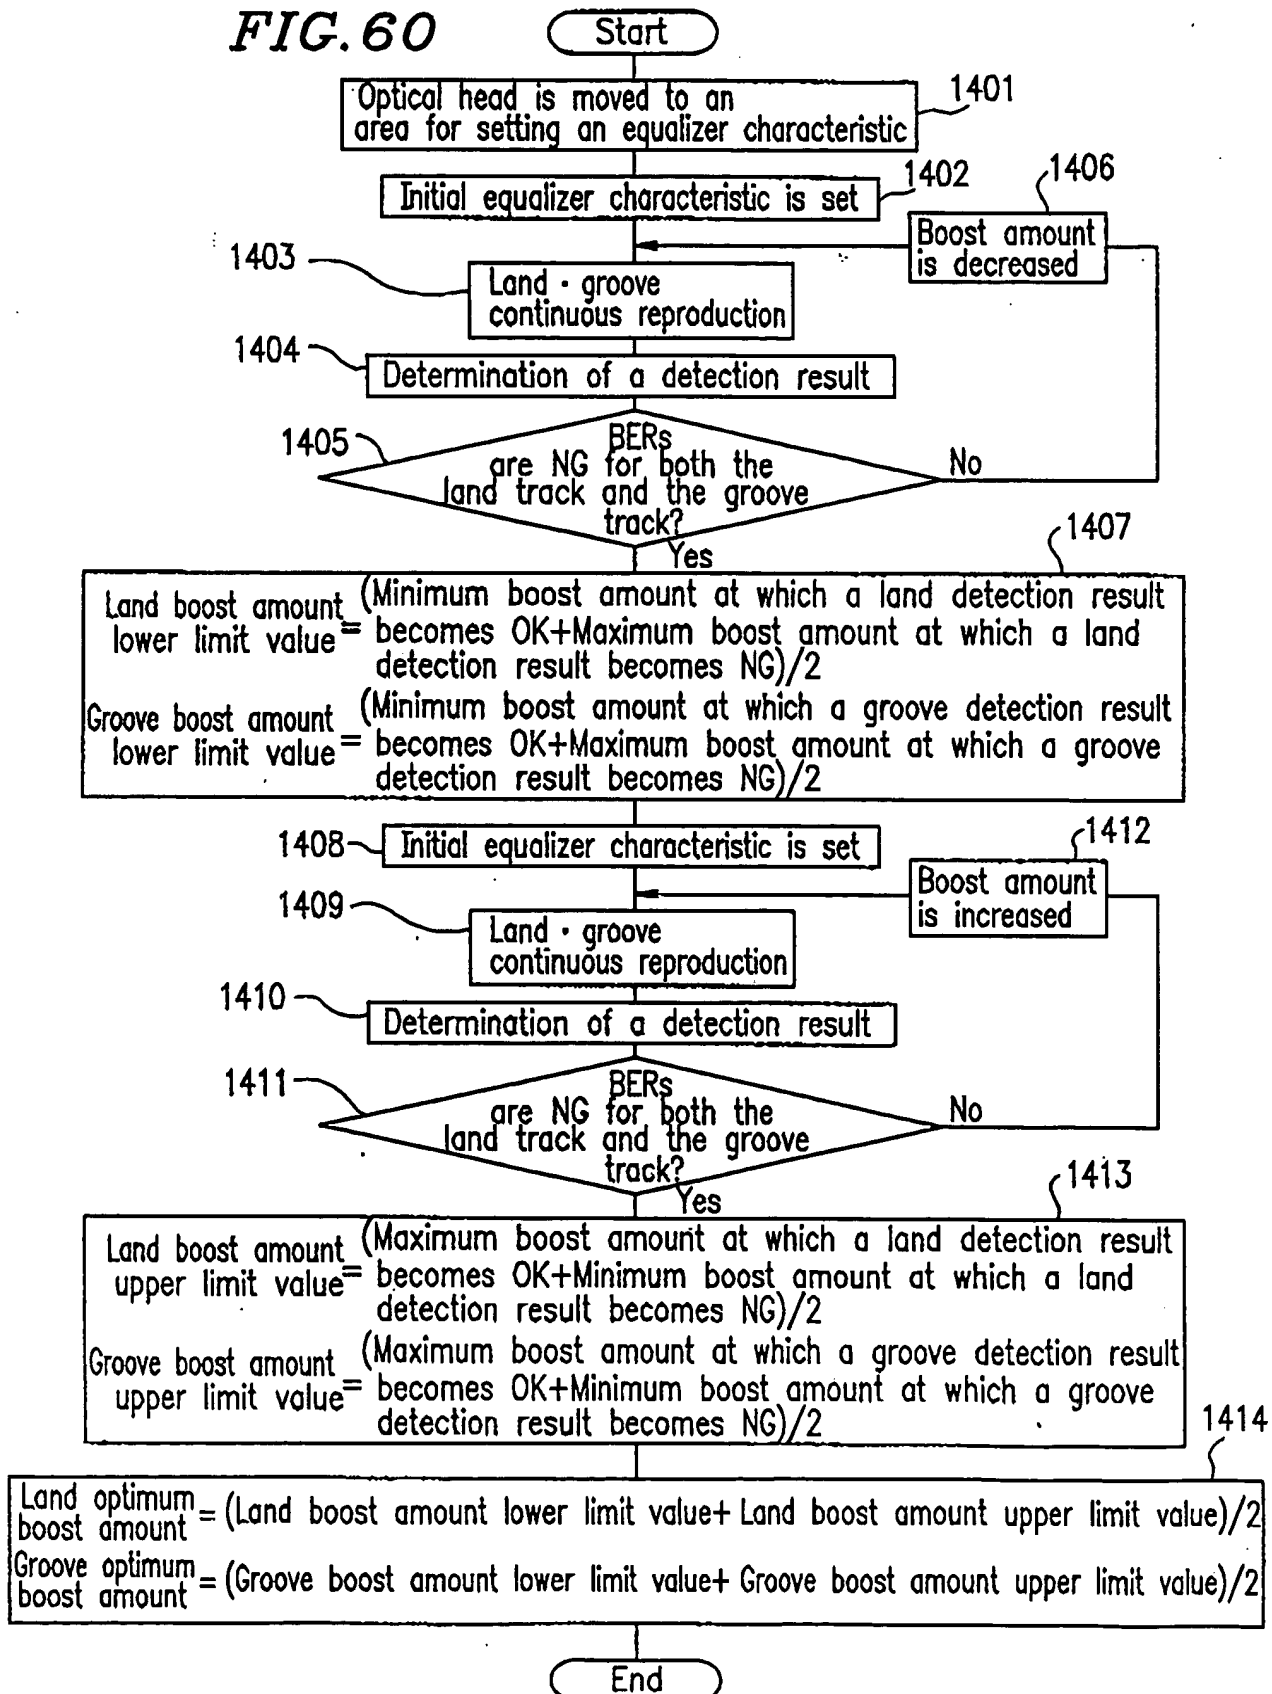 FIG. 60
Start
1401
Optical head is moved to an
area for setting an equalizer characteristic
1402
Initial equalizer characteristic is set
1406
Boost amount
is decreased
1403
Land · groove
continuous reproduction
1404
Determination of a detection result
1405
BERs
are NG for both the
land track and the groove
track?
No
Yes
1407
Land boost amount
lower limit value
=
(Minimum boost amount at which a land detection result
becomes OK+Maximum boost amount at which a land
detection result becomes NG)/2
Groove boost amount
lower limit value
=
(Minimum boost amount at which a groove detection result
becomes OK+Maximum boost amount at which a groove
detection result becomes NG)/2
1408
Initial equalizer characteristic is set
1412
Boost amount
is increased
1409
Land · groove
continuous reproduction
1410
Determination of a detection result
1411
BERs
are NG for both the
land track and the groove
track?
No
Yes
1413
Land boost amount
upper limit value
=
(Maximum boost amount at which a land detection result
becomes OK+Minimum boost amount at which a land
detection result becomes NG)/2
Groove boost amount
upper limit value
=
(Maximum boost amount at which a groove detection result
becomes OK+Minimum boost amount at which a groove
detection result becomes NG)/2
1414
Land optimum
boost amount
= (Land boost amount lower limit value+ Land boost amount upper limit value)/2
Groove optimum
boost amount
= (Groove boost amount lower limit value+ Groove boost amount upper limit value)/2
End